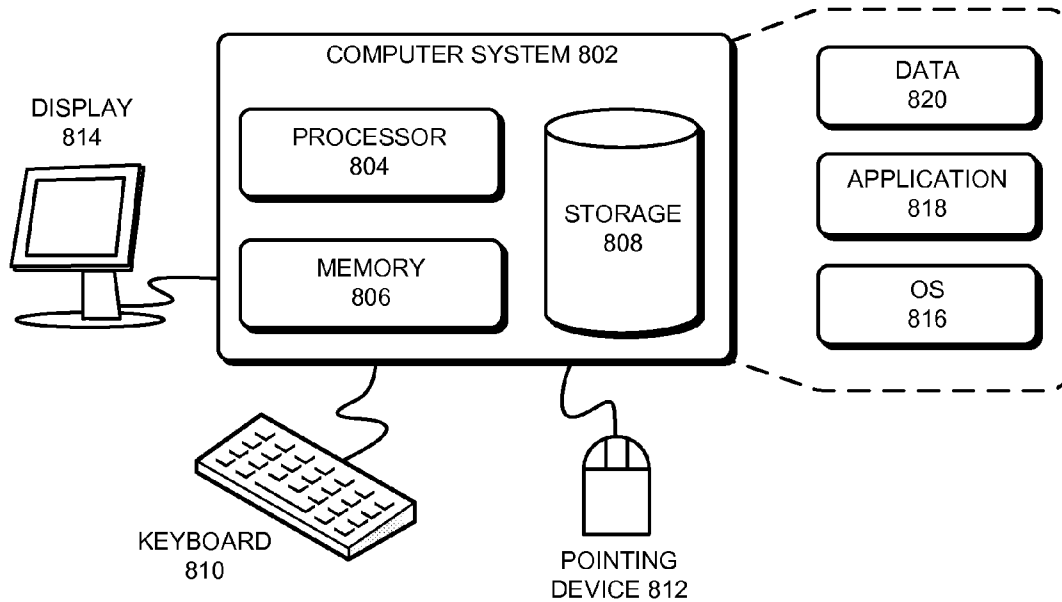 COMPUTER SYSTEM 802
DISPLAY
814
PROCESSOR
804
MEMORY
806
STORAGE
808
DATA
820
APPLICATION
818
OS
816
KEYBOARD
810
POINTING
DEVICE 812